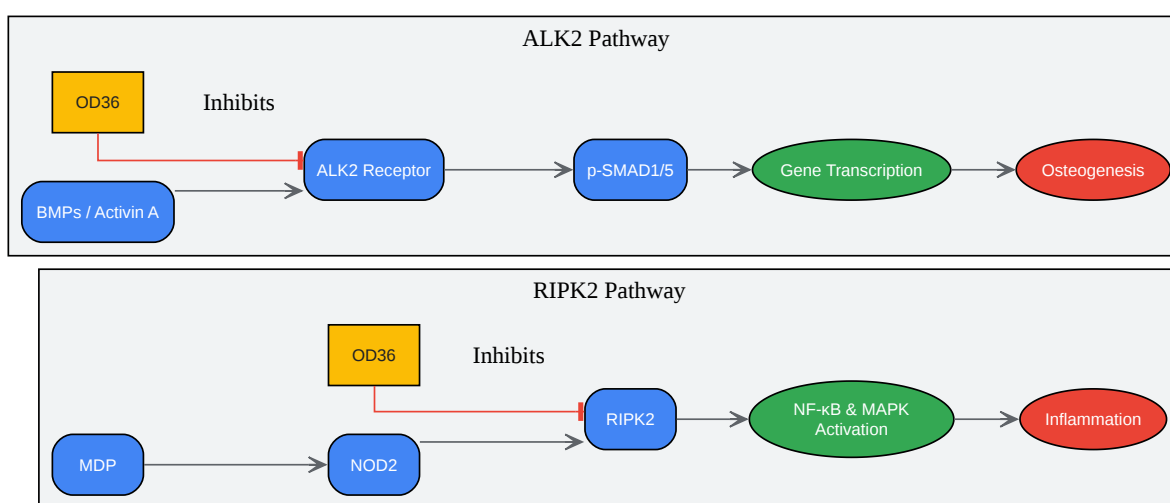 ALK2 Pathway
OD36
Inhibits
ALK2 Receptor
p-SMAD1/5
Gene Transcription
Osteogenesis
BMPs / Activin A
RIPK2 Pathway
OD36
Inhibits
RIPK2
NF-κB & MAPK
Activation
Inflammation
MDP
NOD2